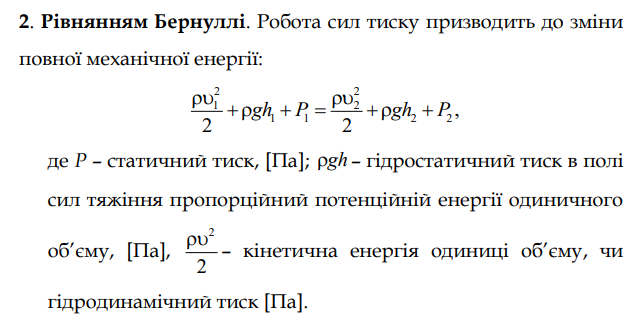 2. Рівнянням Бернуллі. Робота сил тиску призводить до зміни
повної механічної енергії:
ρυ₁²/2 + ρgh₁ + P₁ = ρυ₂²/2 + ρgh₂ + P₂,
де P – статичний тиск, [Па]; ρgh – гідростатичний тиск в полі
сил тяжіння пропорційний потенційній енергії одиничного
об’єму, [Па], ρυ²/2 – кінетична енергія одиниці об’єму, чи
гідродинамічний тиск [Па].